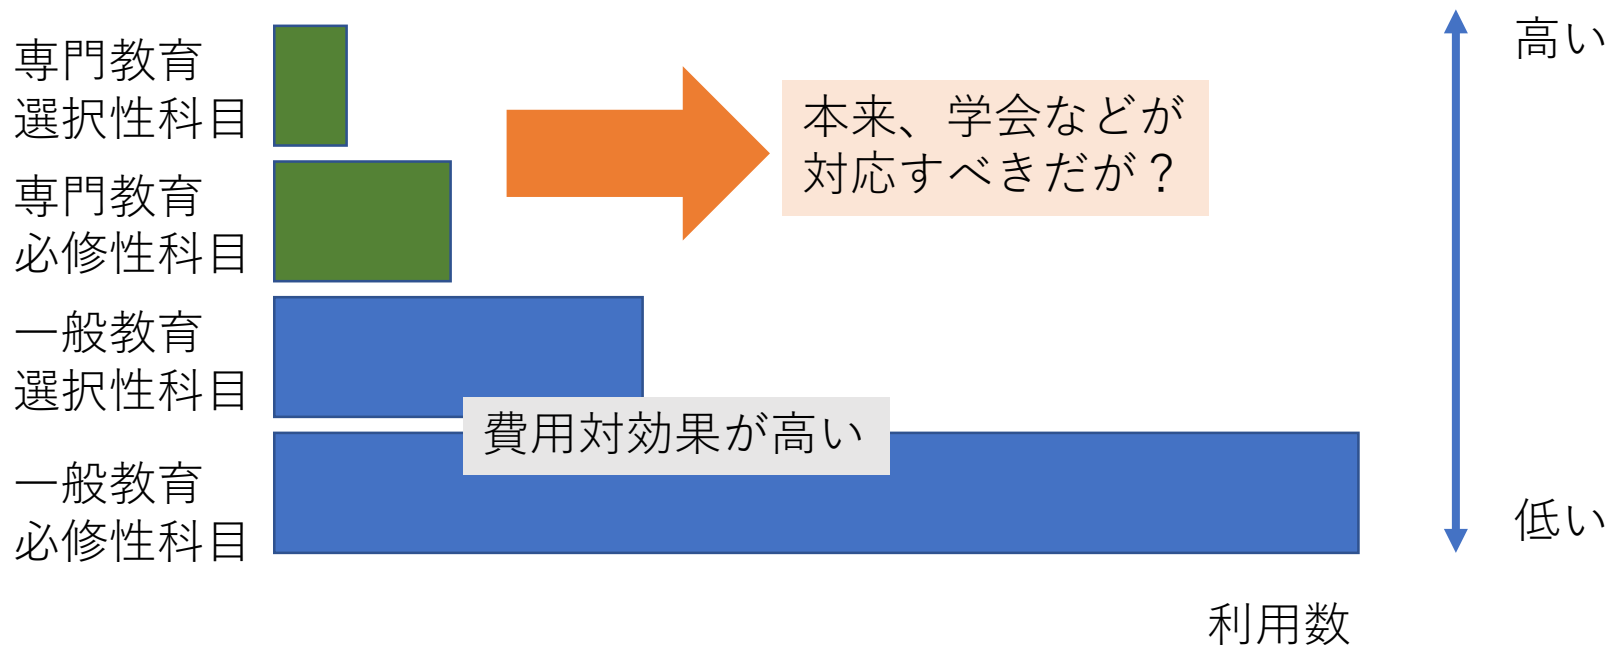 専門教育
選択性科目
専門教育
必修性科目
一般教育
選択性科目
一般教育
必修性科目
本来、学会などが
対応すべきだが？
費用対効果が高い
高い
低い
利用数